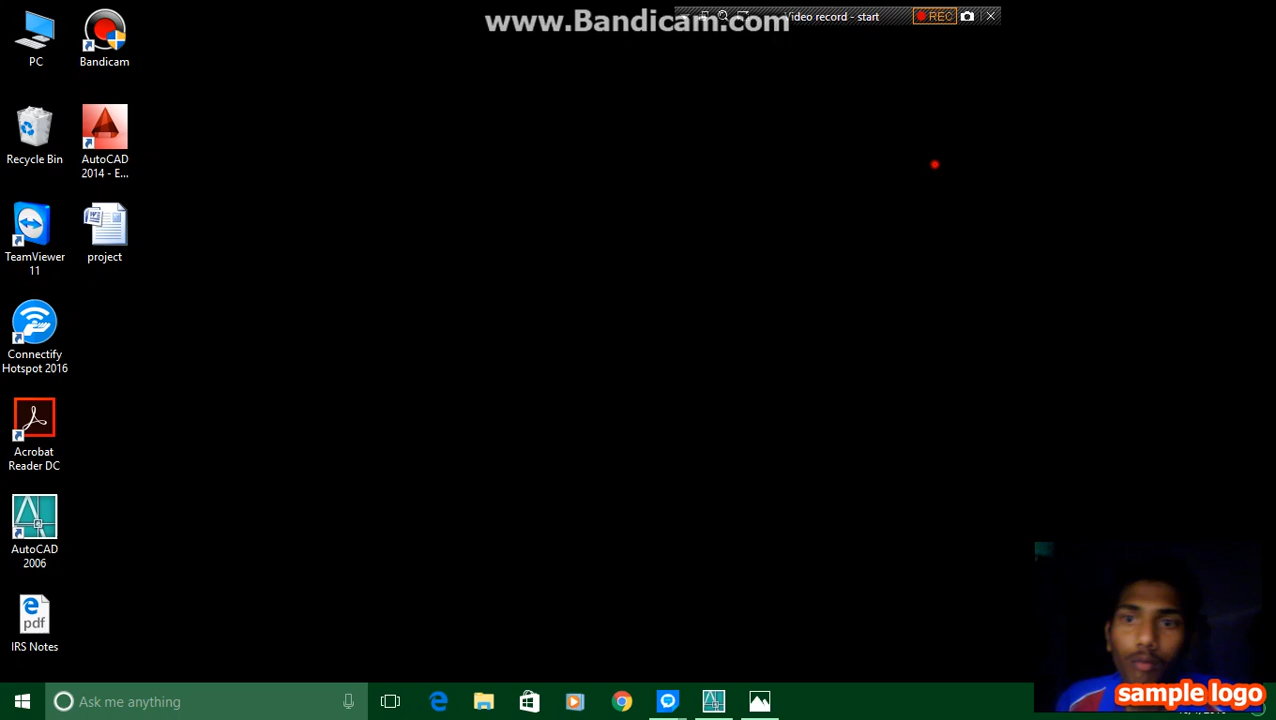 www.Bandicam.com
Video record - start
REC
PC
Bandicam
Recycle Bin
AutoCAD
2014 - E...
TeamViewer
11
project
Connectify
Hotspot 2016
Acrobat
Reader DC
AutoCAD
2006
pdf
IRS Notes
Ask me anything
sample logo